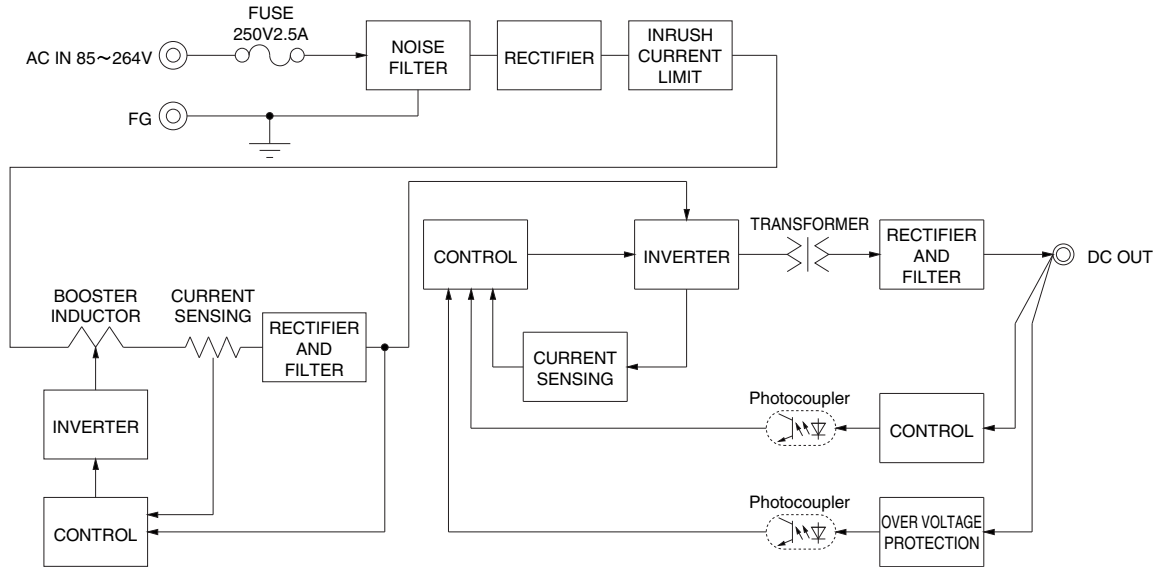 FUSE
250V2.5A
AC IN 85～264V
NOISE
FILTER
RECTIFIER
INRUSH
CURRENT
LIMIT
FG
CONTROL
INVERTER
TRANSFORMER
RECTIFIER
AND
FILTER
DC OUT
BOOSTER
INDUCTOR
CURRENT
SENSING
RECTIFIER
AND
FILTER
CURRENT
SENSING
INVERTER
Photocoupler
CONTROL
CONTROL
Photocoupler
OVER VOLTAGE
PROTECTION